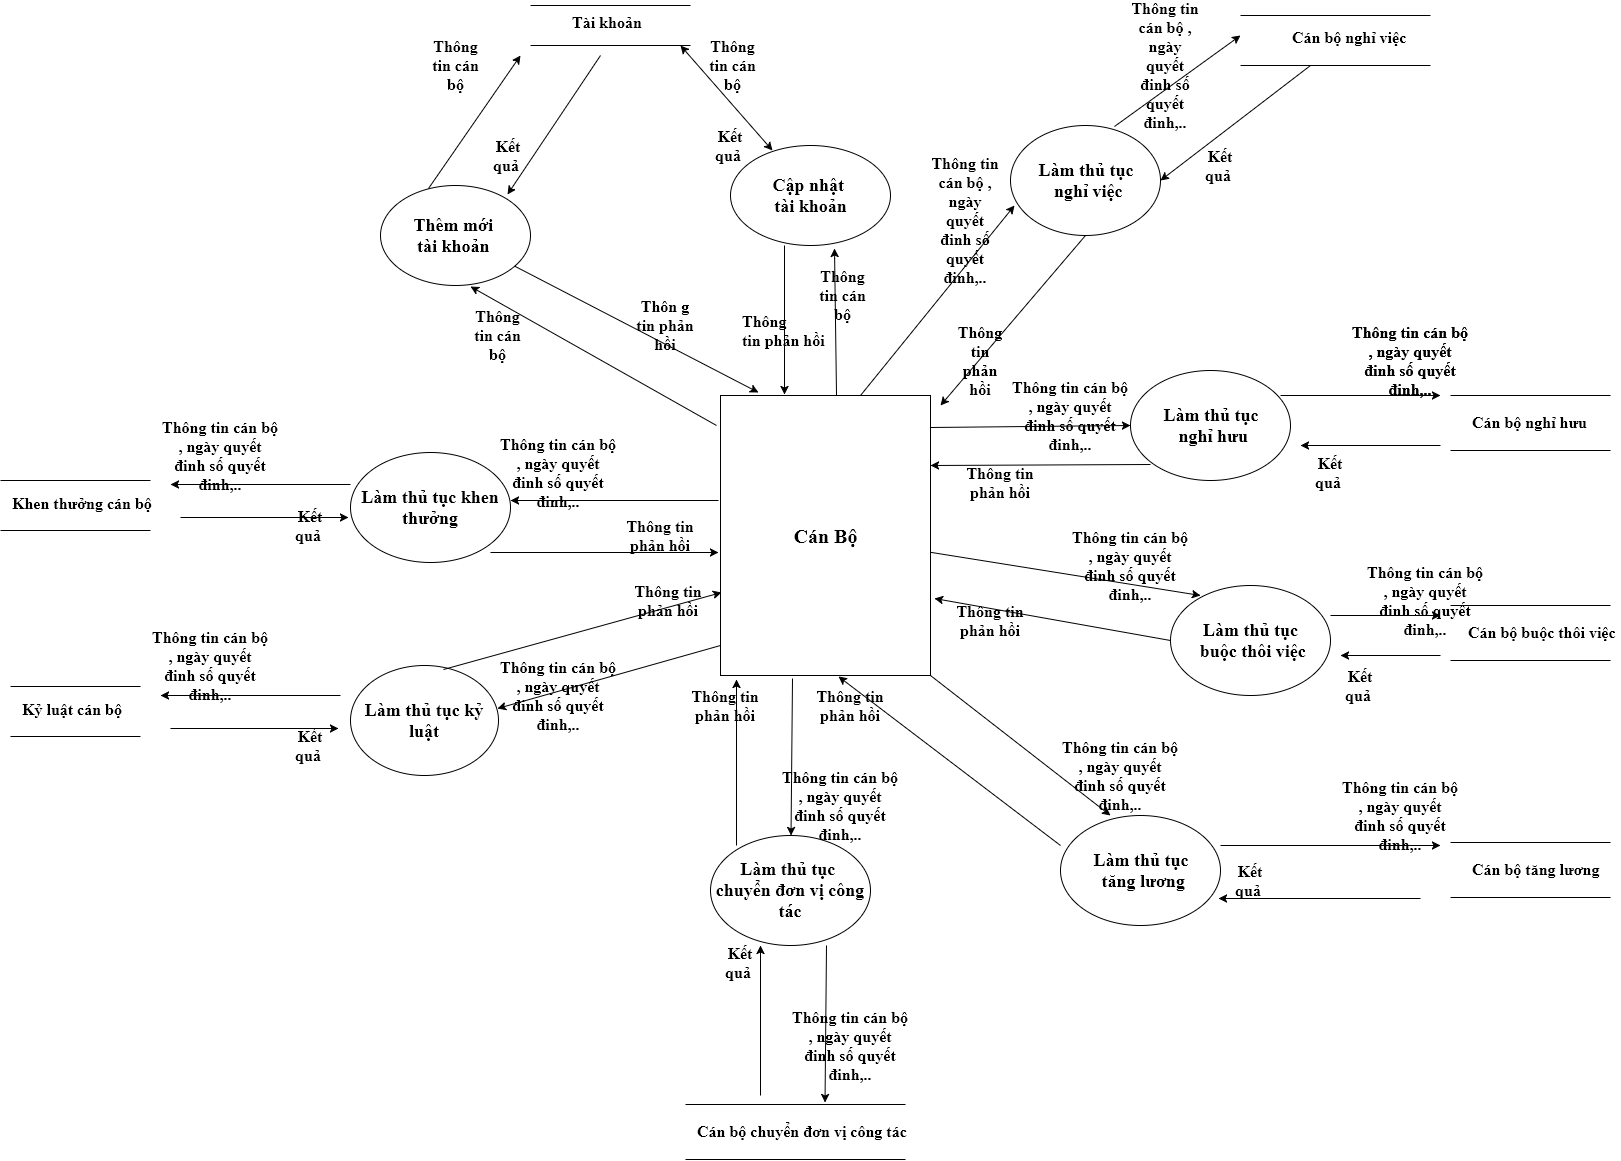 Tài khoản
Thông
tin cán
bộ
Thông
tin cán
bộ
Kết
quả
Kết
quả
Thêm mới
tài khoản
Cập nhật
tài khoản
Thông
tin cán
bộ
Thôn g
tin phản
hồi
Thông
tin phản hồi
Thông
tin cán
bộ
Thông tin
cán bộ ,
ngày
quyết
đinh số
quyết
đinh,..
Cán bộ nghỉ việc
Kết
quả
Làm thủ tục
nghỉ việc
Thông tin
cán bộ ,
ngày
quyết
đinh số
quyết
đinh,..
Thông
tin
phản
hồi
Thông tin cán bộ
, ngày quyết
đinh số quyết
đinh,..
Làm thủ tục
nghỉ hưu
Thông tin cán bộ
, ngày quyết
đinh số quyết
đinh,..
Cán bộ nghỉ hưu
Kết
quả
Thông tin
phản hồi
Thông tin cán bộ
, ngày quyết
đinh số quyết
đinh,..
Khen thưởng cán bộ
Kết
quả
Làm thủ tục khen
thưởng
Thông tin cán bộ
, ngày quyết
đinh số quyết
đinh,..
Thông tin
phản hồi
Cán Bộ
Thông tin cán bộ
, ngày quyết
đinh số quyết
đinh,..
Thông tin
phản hồi
Làm thủ tục
buộc thôi việc
Thông tin cán bộ
, ngày quyết
đinh số quyết
đinh,..
Cán bộ buộc thôi việc
Kết
quả
Thông tin
phản hồi
Thông tin cán bộ
, ngày quyết
đinh số quyết
đinh,..
Kỷ luật cán bộ
Kết
quả
Làm thủ tục kỷ
luật
Thông tin cán bộ
, ngày quyết
đinh số quyết
đinh,..
Thông tin
phản hồi
Thông tin
phản hồi
Thông tin cán bộ
, ngày quyết
đinh số quyết
đinh,..
Thông tin cán bộ
, ngày quyết
đinh số quyết
đinh,..
Làm thủ tục
tăng lương
Thông tin cán bộ
, ngày quyết
đinh số quyết
đinh,..
Kết
quả
Cán bộ tăng lương
Làm thủ tục
chuyển đơn vị công
tác
Kết
quả
Thông tin cán bộ
, ngày quyết
đinh số quyết
đinh,..
Cán bộ chuyển đơn vị công tác